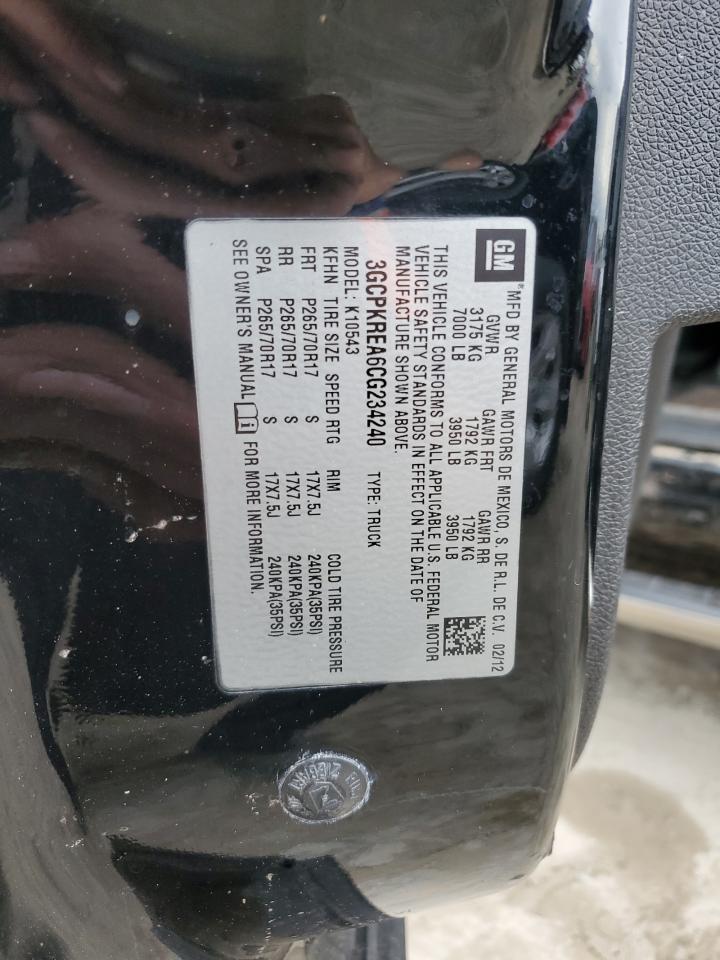 GM ® MFD BY GENERAL MOTORS DE MEXICO, S. DE R.L. DE C.V. 02/12
GVWR GAWR FRT GAWR RR
3175 KG 1792 KG 1792 KG
7000 LB 3950 LB 3950 LB
THIS VEHICLE CONFORMS TO ALL APPLICABLE U.S. FEDERAL MOTOR
VEHICLE SAFETY STANDARDS IN EFFECT ON THE DATE OF
MANUFACTURE SHOWN ABOVE.
3GCPKREA6CG234240 TYPE: TRUCK
MODEL: K10543
KFHN TIRE SIZE SPEED RTG RIM COLD TIRE PRESSURE
FRT P265/70R17 S 17X7.5J 240KPA(35PSI)
RR P265/70R17 S 17X7.5J 240KPA(35PSI)
SPA P265/70R17 S 17X7.5J 240KPA(35PSI)
SEE OWNER'S MANUAL i FOR MORE INFORMATION.